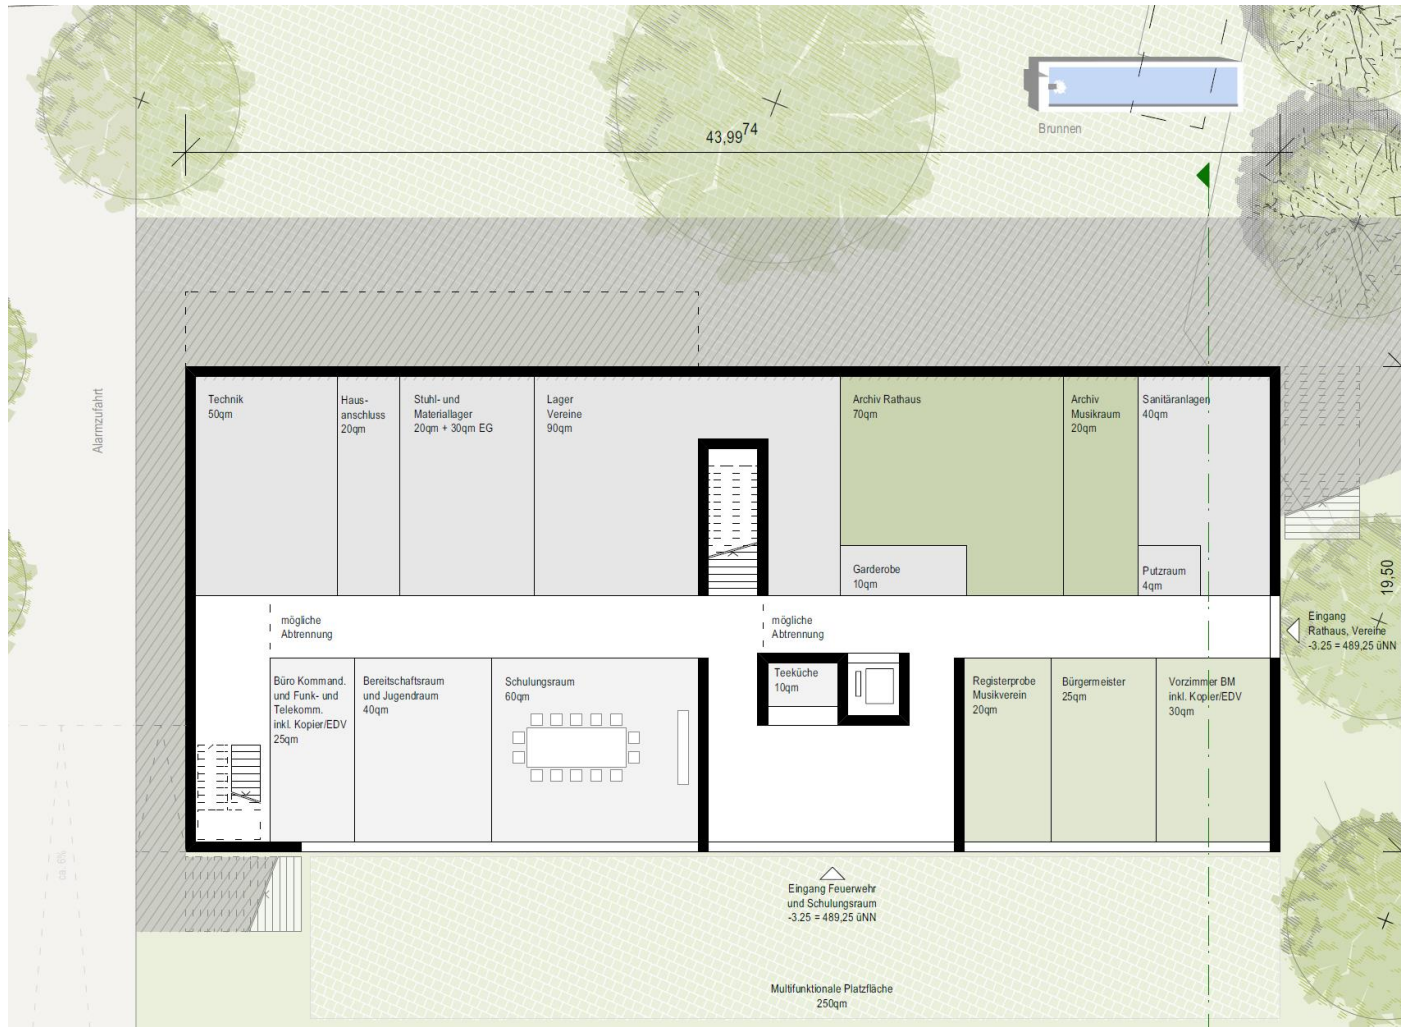 43,99⁷⁴
Brunnen
Alarmzufahrt
Technik
50qm
Haus-
anschluss
20qm
Stuhl- und
Materiallager
20qm + 30qm EG
Lager
Vereine
90qm
Archiv Rathaus
70qm
Archiv
Musikraum
20qm
Sanitäranlagen
40qm
Garderobe
10qm
Putzraum
4qm
19,50
mögliche
Abtrennung
mögliche
Abtrennung
Eingang
Rathaus, Vereine
-3.25 = 489,25 üNN
Büro Kommand.
und Funk- und
Telekomm.
inkl. Kopier/EDV
25qm
Bereitschaftsraum
und Jugendraum
40qm
Schulungsraum
60qm
Teeküche
10qm
Registerprobe
Musikverein
20qm
Bürgermeister
25qm
Vorzimmer BM
inkl. Kopier/EDV
30qm
ca. 6%
Eingang Feuerwehr
und Schulungsraum
-3.25 = 489,25 üNN
Multifunktionale Platzfläche
250qm